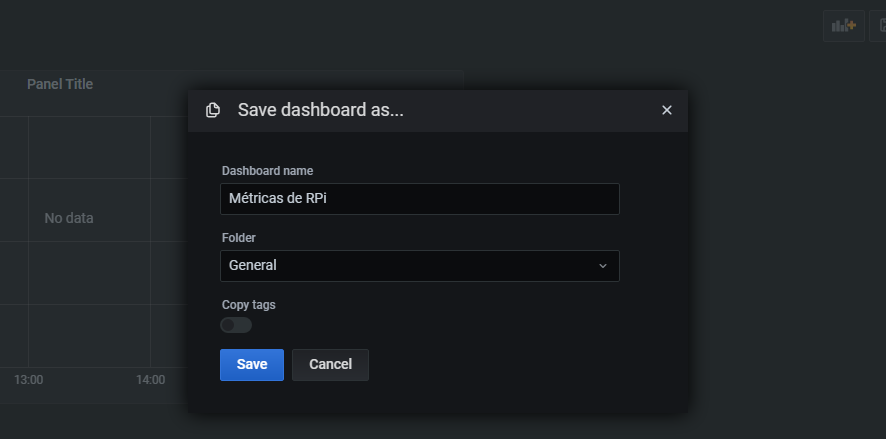 Panel Title
Save dashboard as...
Dashboard name
Métricas de RPi
No data
Folder
General
Copy tags
Save Cancel
13:00 14:00